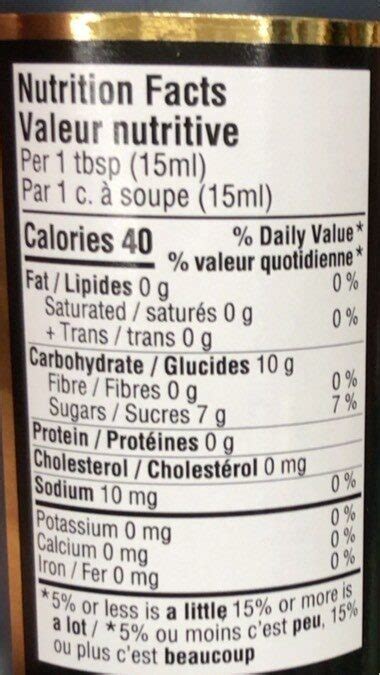 Nutrition Facts
Valeur nutritive
Per 1 tbsp (15ml)
Par 1 c. à soupe (15ml)
Calories 40 % Daily Value*
% valeur quotidienne*
Fat / Lipides 0 g 0 %
Saturated / saturés 0 g 0 %
+ Trans / trans 0 g
Carbohydrate / Glucides 10 g
Fibre / Fibres 0 g 0 %
Sugars / Sucres 7 g 7 %
Protein / Protéines 0 g
Cholesterol / Cholestérol 0 mg
Sodium 10 mg 0 %
Potassium 0 mg 0 %
Calcium 0 mg 0 %
Iron / Fer 0 mg 0 %
*5% or less is a little 15% or more is
a lot / *5% ou moins c'est peu, 15%
ou plus c'est beaucoup